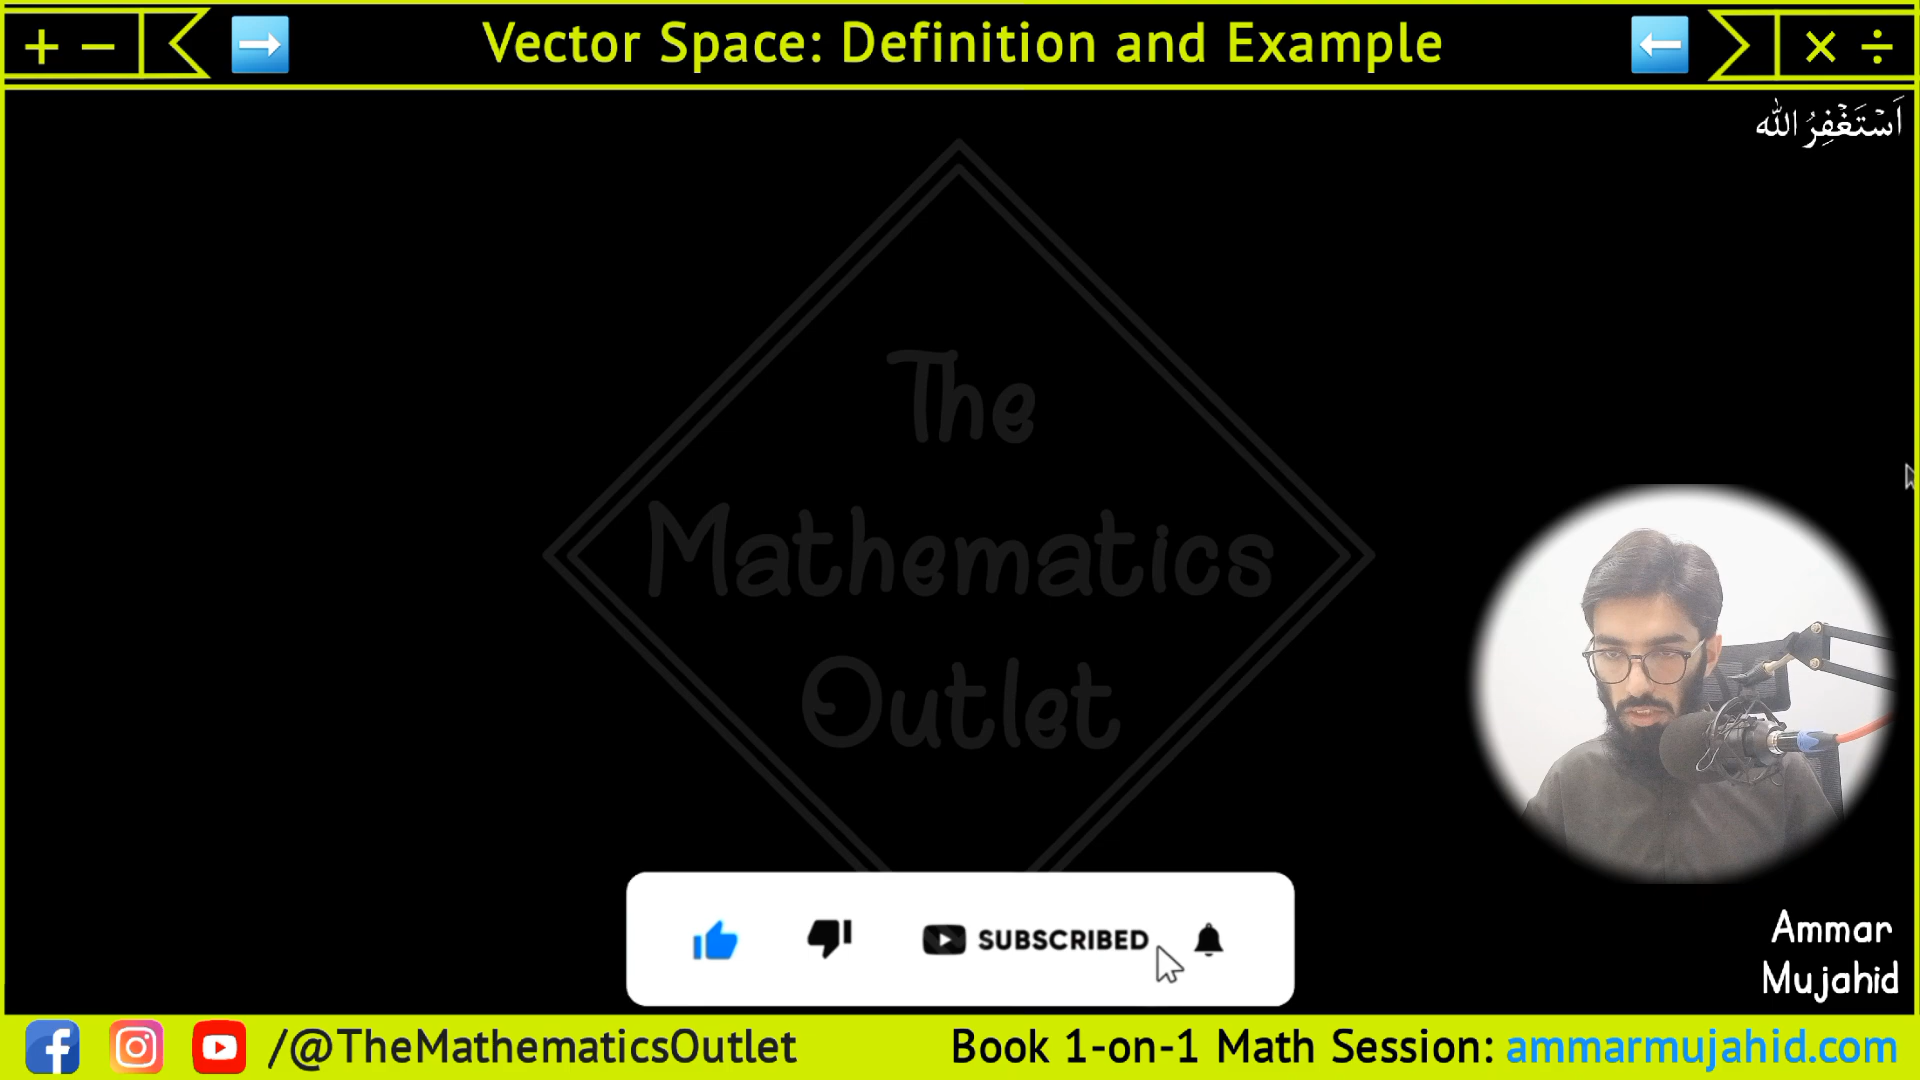 + −
Vector Space: Definition and Example
× ÷
اَسْتَغْفِرُ اللّٰه
The
Mathematics
Outlet
SUBSCRIBED
Ammar
Mujahid
/@TheMathematicsOutlet
Book 1-on-1 Math Session: ammarmujahid.com